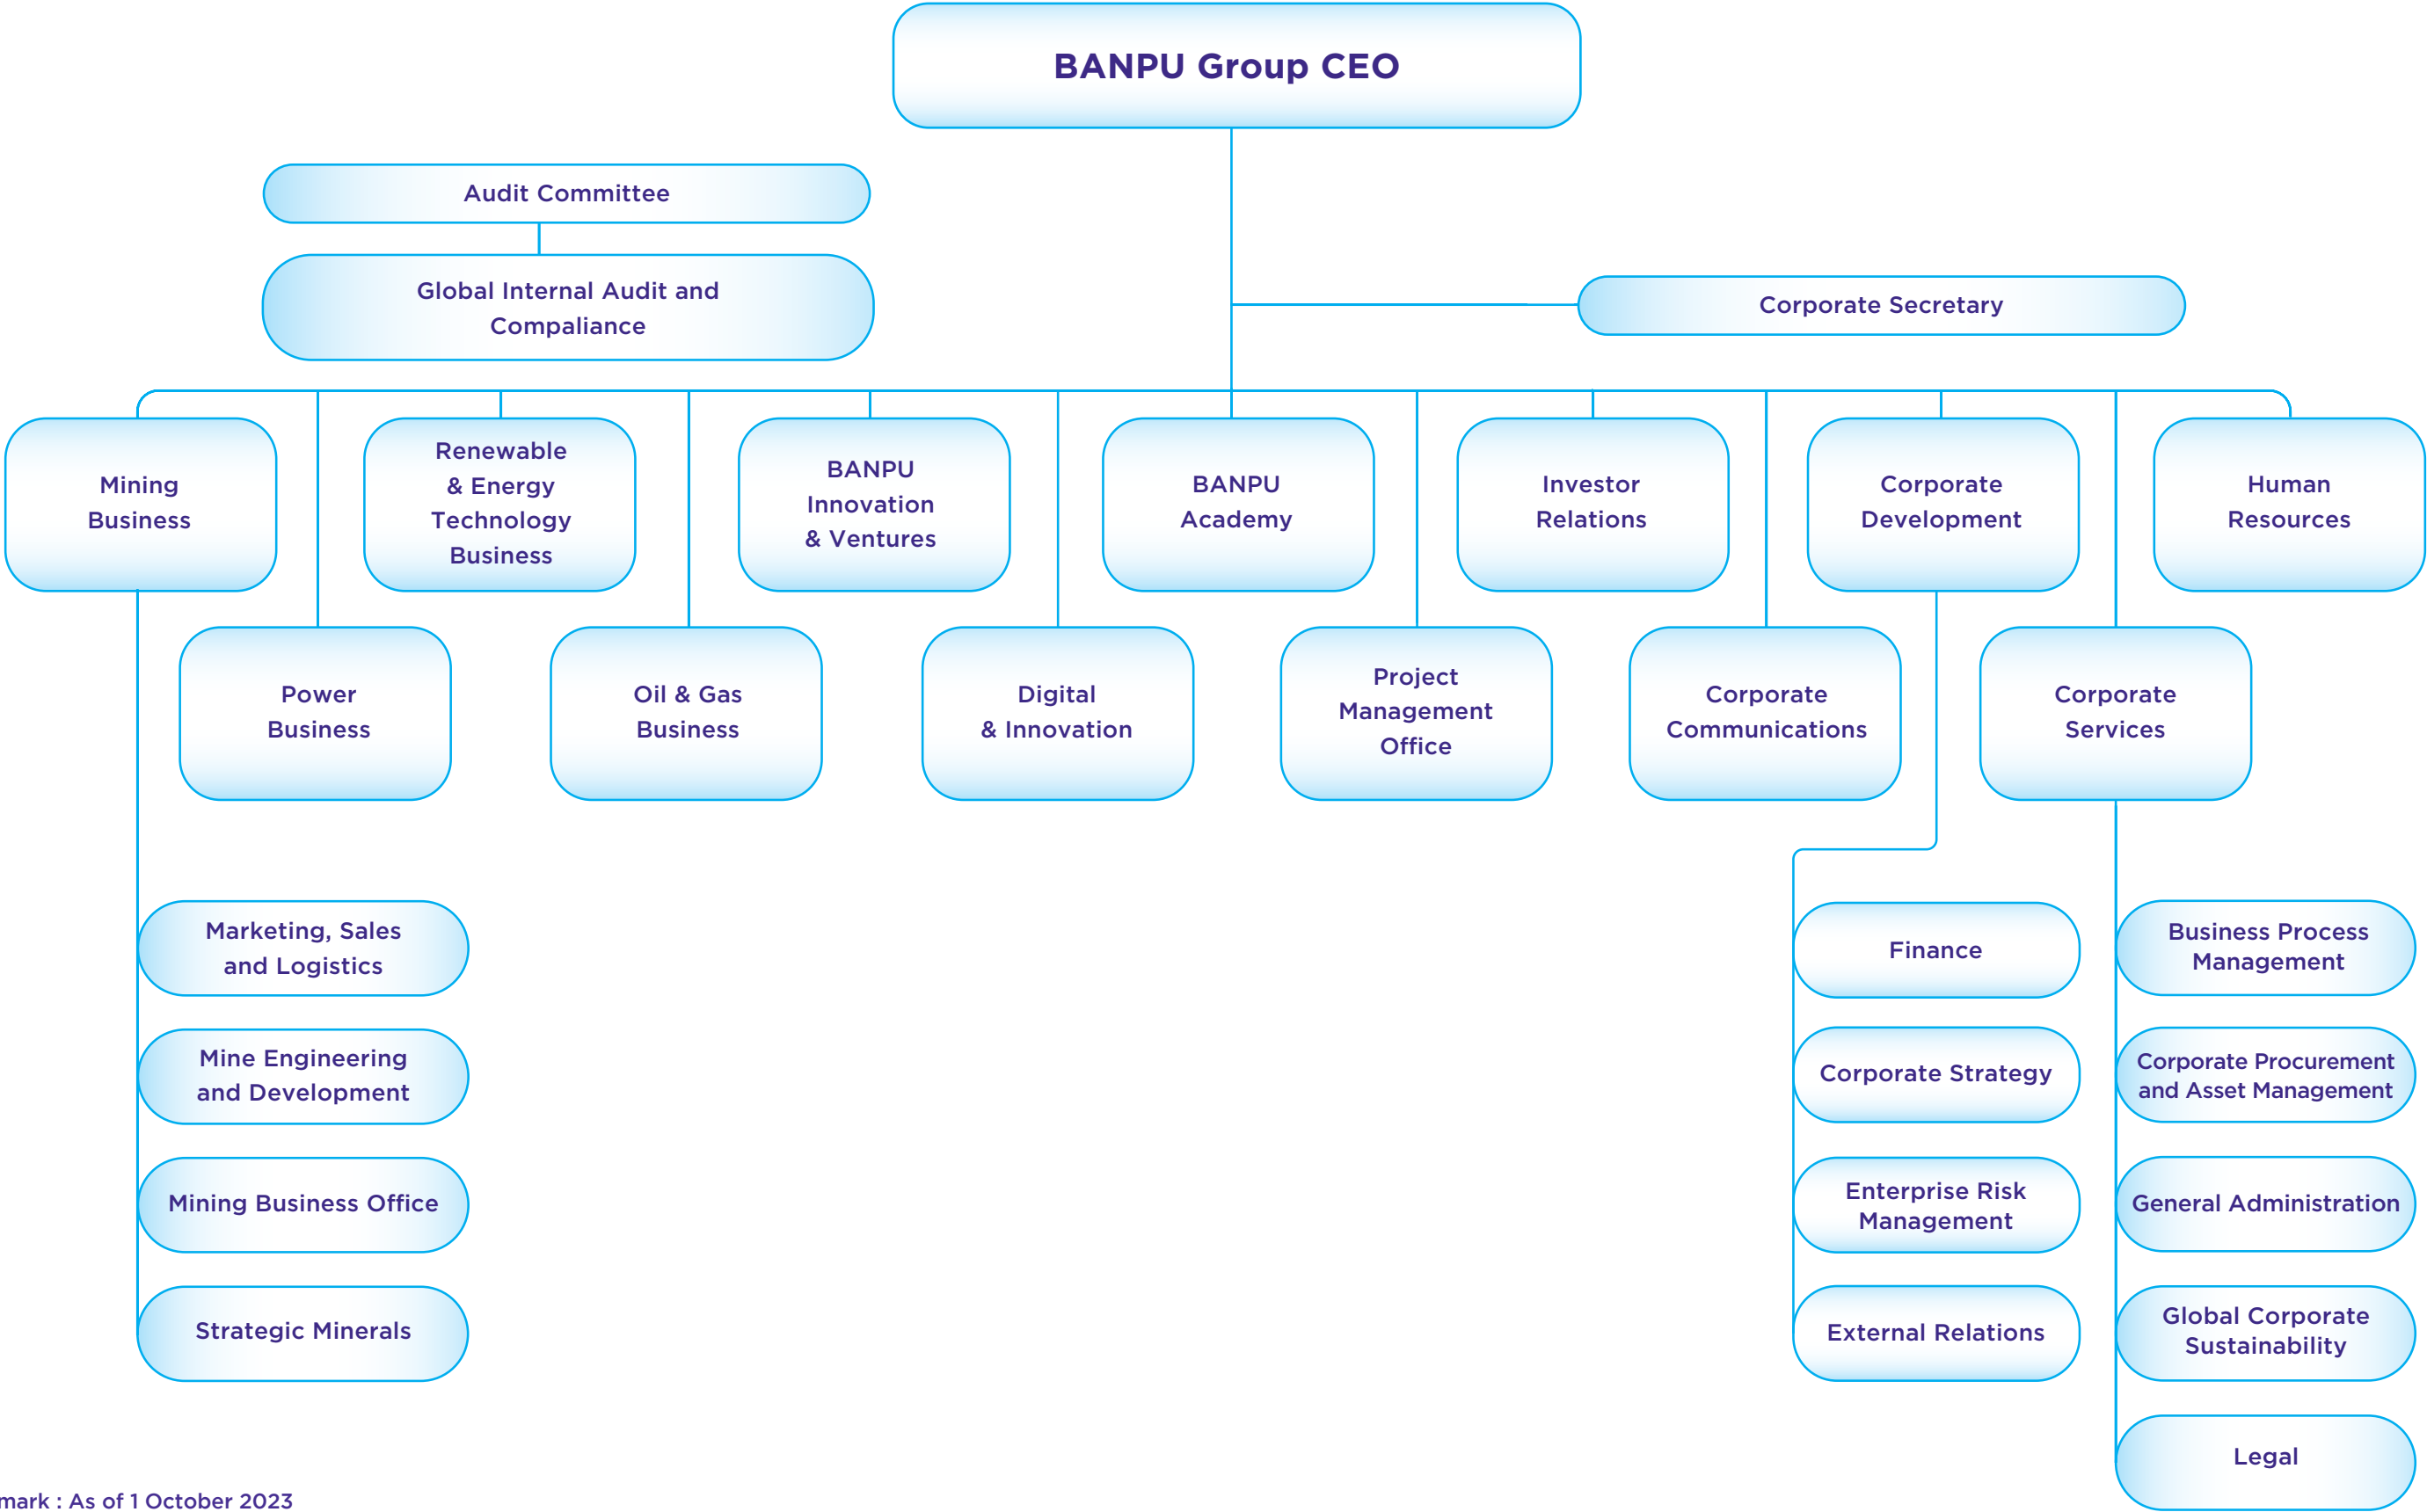 BANPU Group CEO
Audit Committee
Global Internal Audit and
Compaliance
Corporate Secretary
Mining
Business
Renewable
& Energy
Technology
Business
BANPU
Innovation
& Ventures
BANPU
Academy
Investor
Relations
Corporate
Development
Human
Resources
Power
Business
Oil & Gas
Business
Digital
& Innovation
Project
Management
Office
Corporate
Communications
Corporate
Services
Marketing, Sales
and Logistics
Mine Engineering
and Development
Mining Business Office
Strategic Minerals
Finance
Corporate Strategy
Enterprise Risk
Management
External Relations
Business Process
Management
Corporate Procurement
and Asset Management
General Administration
Global Corporate
Sustainability
Legal
mark : As of 1 October 2023